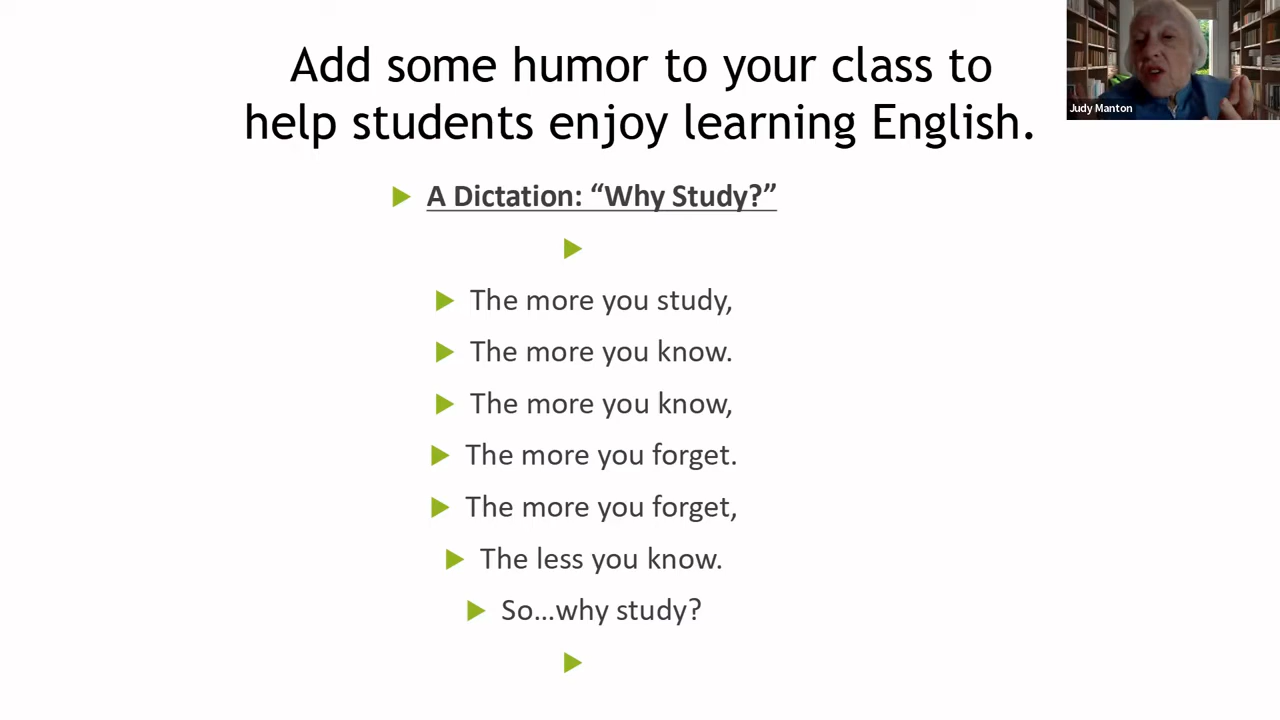 Add some humor to your class to
help students enjoy learning English.
Judy Manton
A Dictation: “Why Study?”
The more you study,
The more you know.
The more you know,
The more you forget.
The more you forget,
The less you know.
So...why study?